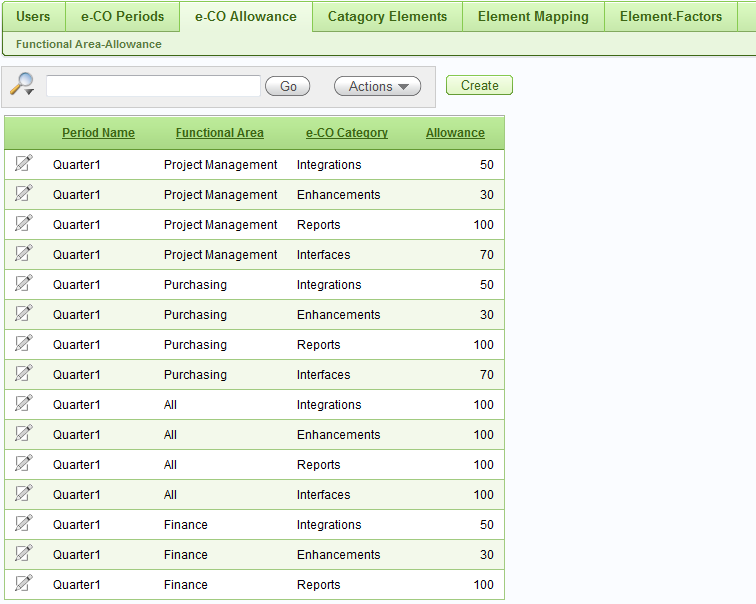 Users e-CO Periods e-CO Allowance Catagory Elements Element Mapping Element-Factors
Functional Area-Allowance
Go Actions Create
Period Name Functional Area e-CO Category Allowance
Quarter1 Project Management Integrations 50
Quarter1 Project Management Enhancements 30
Quarter1 Project Management Reports 100
Quarter1 Project Management Interfaces 70
Quarter1 Purchasing Integrations 50
Quarter1 Purchasing Enhancements 30
Quarter1 Purchasing Reports 100
Quarter1 Purchasing Interfaces 70
Quarter1 All Integrations 100
Quarter1 All Enhancements 100
Quarter1 All Reports 100
Quarter1 All Interfaces 100
Quarter1 Finance Integrations 50
Quarter1 Finance Enhancements 30
Quarter1 Finance Reports 100